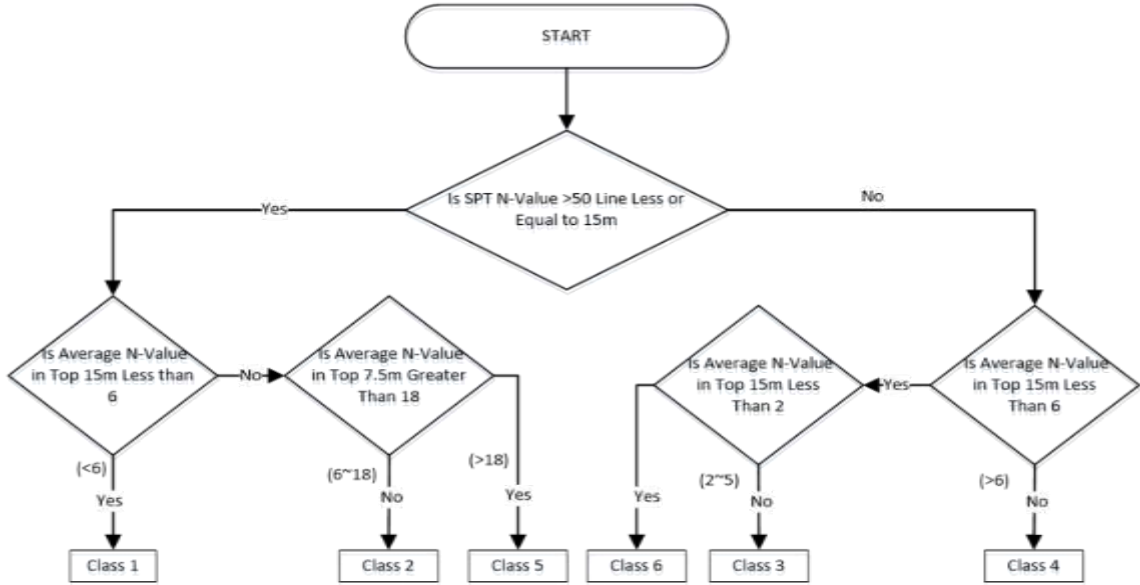 START
Is SPT N-Value >50 Line Less or
Equal to 15m
Yes
No
Is Average N-Value
in Top 15m Less than
6
No
Is Average N-Value
in Top 7.5m Greater
Than 18
Is Average N-Value
in Top 15m Less
Than 2
Yes
Is Average N-Value
in Top 15m Less
Than 6
(<6)
Yes
(6~18)
No
(>18)
Yes
Yes
(2~5)
No
(>6)
No
Class 1
Class 2
Class 5
Class 6
Class 3
Class 4